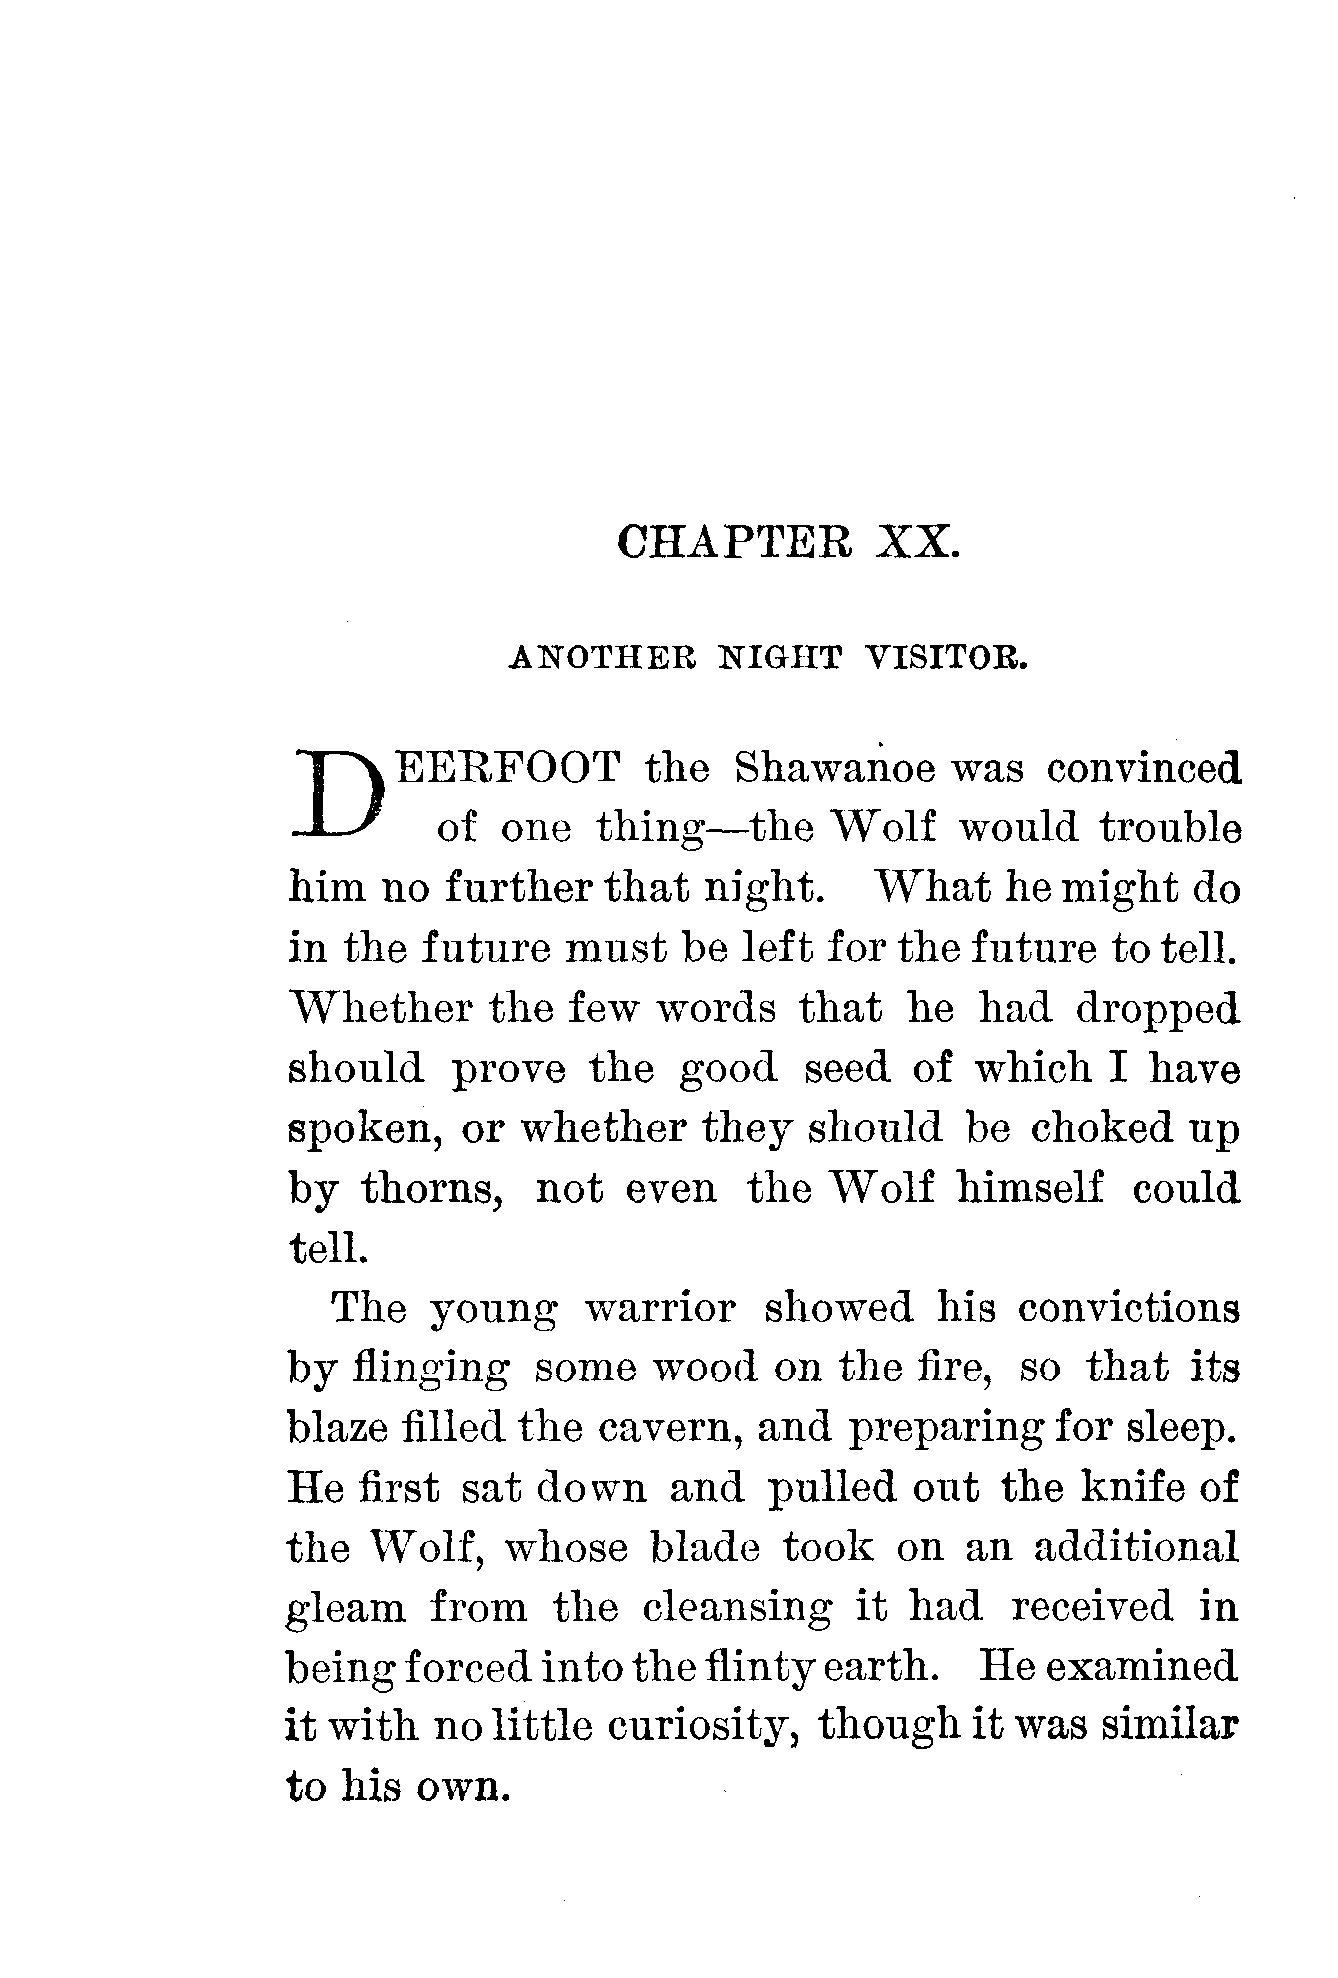 CHAPTER XX.
ANOTHER NIGHT VISITOR.
DEERFOOT the Shawanoe was convinced
of one thing—the Wolf would trouble
him no further that night. What he might do
in the future must be left for the future to tell.
Whether the few words that he had dropped
should prove the good seed of which I have
spoken, or whether they should be choked up
by thorns, not even the Wolf himself could
tell.
The young warrior showed his convictions
by flinging some wood on the fire, so that its
blaze filled the cavern, and preparing for sleep.
He first sat down and pulled out the knife of
the Wolf, whose blade took on an additional
gleam from the cleansing it had received in
being forced into the flinty earth. He examined
it with no little curiosity, though it was similar
to his own.